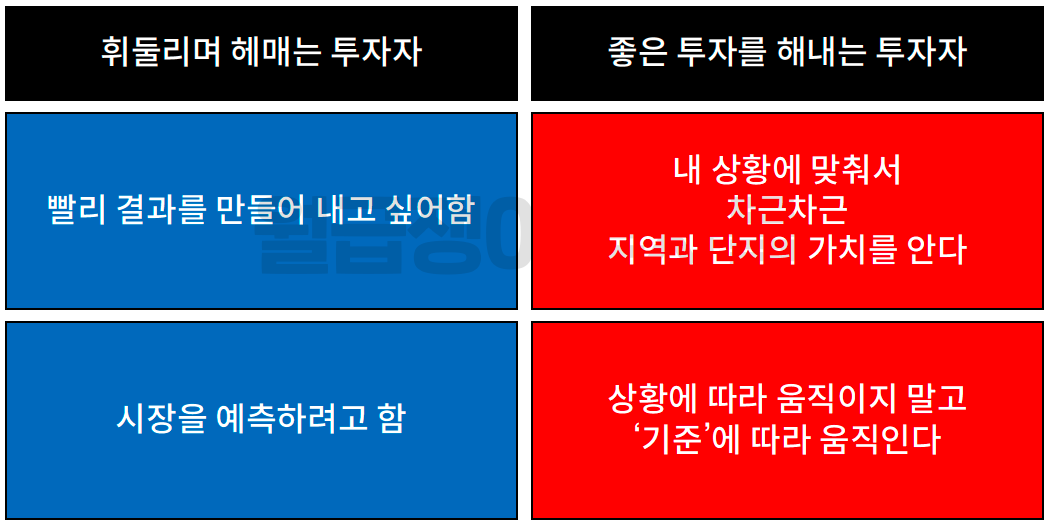 휘둘리며 헤매는 투자자
좋은 투자를 해내는 투자자
빨리 결과를 만들어 내고 싶어함
내 상황에 맞춰서
차근차근
지역과 단지의 가치를 안다
시장을 예측하려고 함
상황에 따라 움직이지 말고
‘기준’에 따라 움직인다